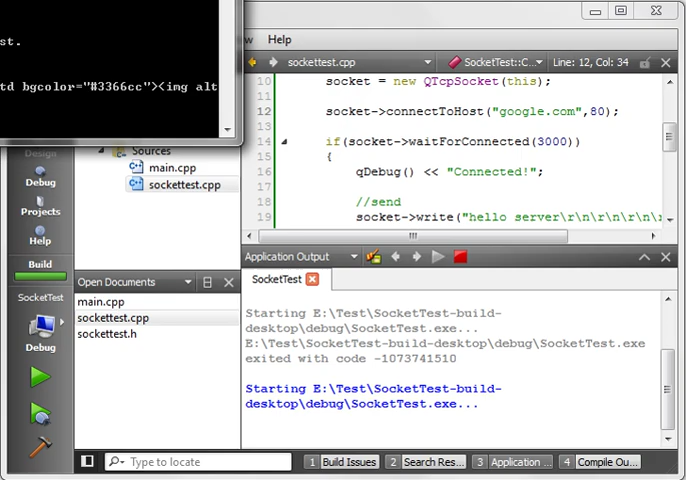 st.
td bgcolor="#3366cc"><img alt
w Help
sockettest.cpp
SocketTest::C...
Line: 12, Col: 34
10 socket = new QTcpSocket(this);
11
12 socket->connectToHost("google.com",80);
13
14 if(socket->waitForConnected(3000))
15 {
16 qDebug() << "Connected!";
17
18 //send
19 socket->write("hello server\r\n\r\n\r\n\r
Design
Debug
Projects
Help
Build
SocketTest
Debug
Sources
main.cpp
sockettest.cpp
Open Documents
main.cpp
sockettest.cpp
sockettest.h
Application Output
SocketTest
Starting E:\Test\SocketTest-build-
desktop\debug\SocketTest.exe...
E:\Test\SocketTest-build-desktop\debug\SocketTest.exe
exited with code -1073741510
Starting E:\Test\SocketTest-build-
desktop\debug\SocketTest.exe...
Type to locate
1 Build Issues
2 Search Res...
3 Application ...
4 Compile Ou...